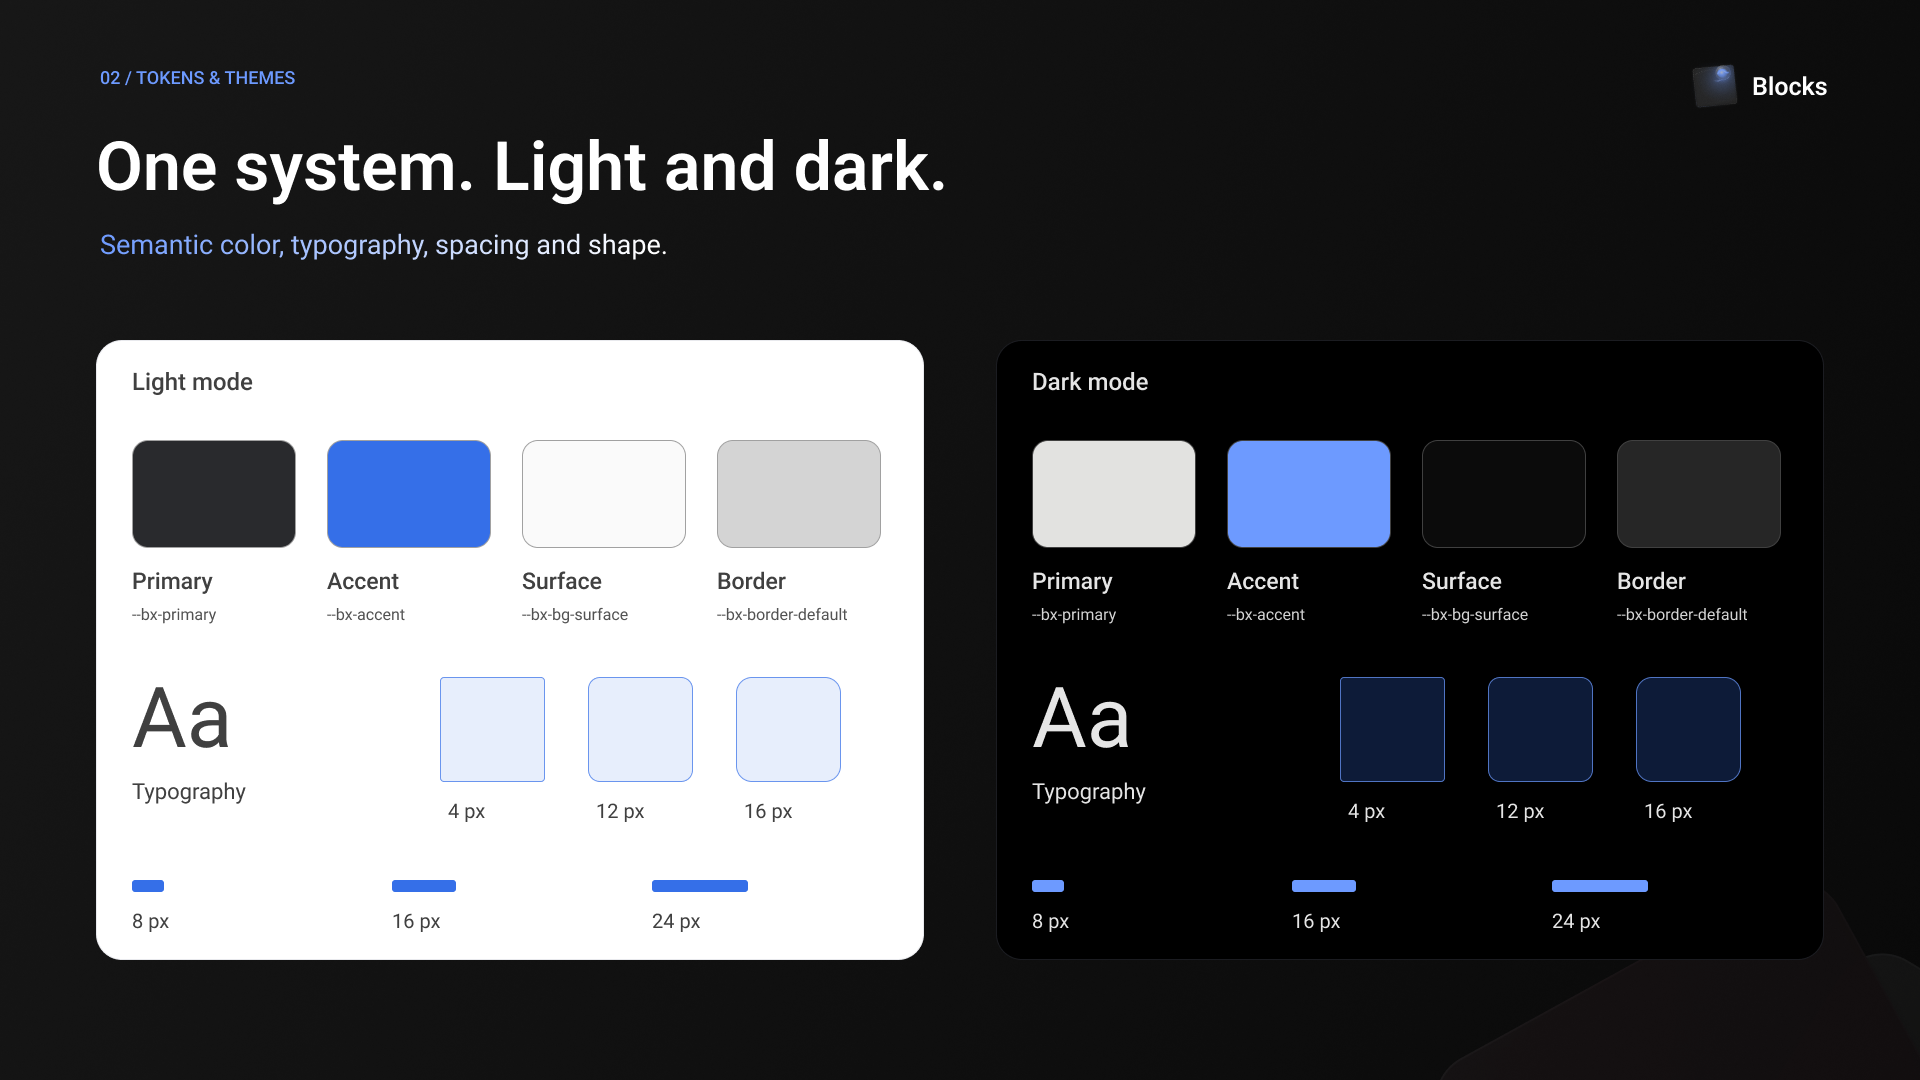 02 / TOKENS & THEMES
Blocks
One system. Light and dark.
Semantic color, typography, spacing and shape.
Light mode
Primary
Accent
Surface
Border
--bx-primary
--bx-accent
--bx-bg-surface
--bx-border-default
Aa
Typography
4 px
12 px
16 px
8 px
16 px
24 px
Dark mode
Primary
Accent
Surface
Border
--bx-primary
--bx-accent
--bx-bg-surface
--bx-border-default
Aa
Typography
4 px
12 px
16 px
8 px
16 px
24 px